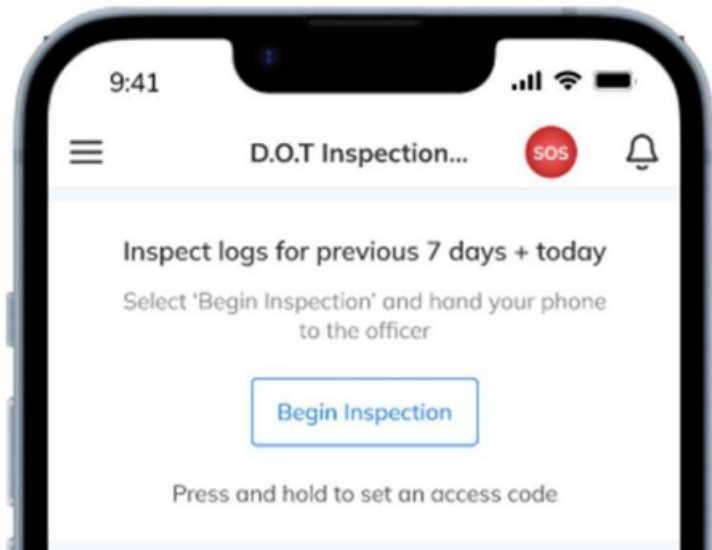 9:41
D.O.T Inspection...
SOS
Inspect logs for previous 7 days + today
Select 'Begin Inspection' and hand your phone
to the officer
Begin Inspection
Press and hold to set an access code